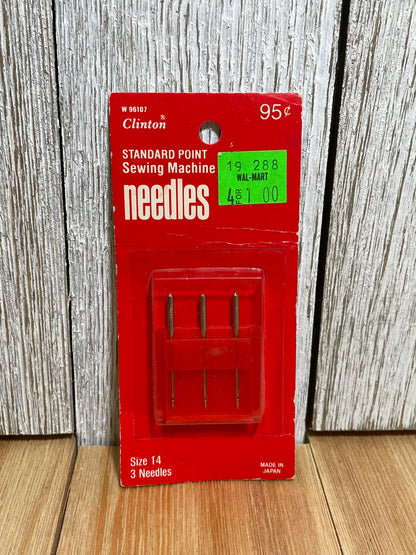 W 96107
Clinton®
95¢
STANDARD POINT
Sewing Machine
needles
19 288
WAL-MART
4 FOR 1 00
Size 14
3 Needles
MADE IN
JAPAN